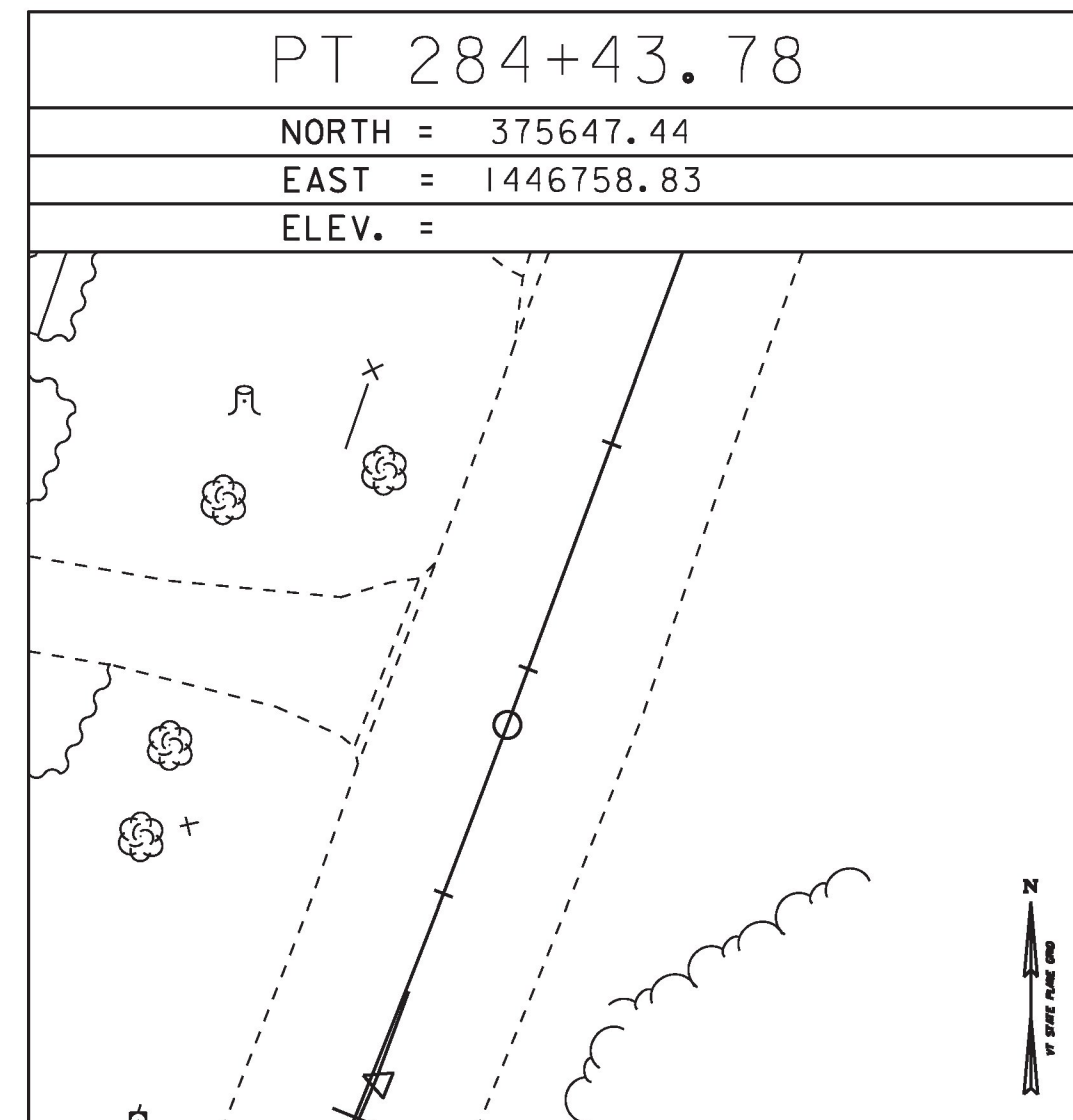 PT 284+43.78
NORTH = 375647.44
EAST = 1446758.83
ELEV. =
N
VT STATE PLANE GRID